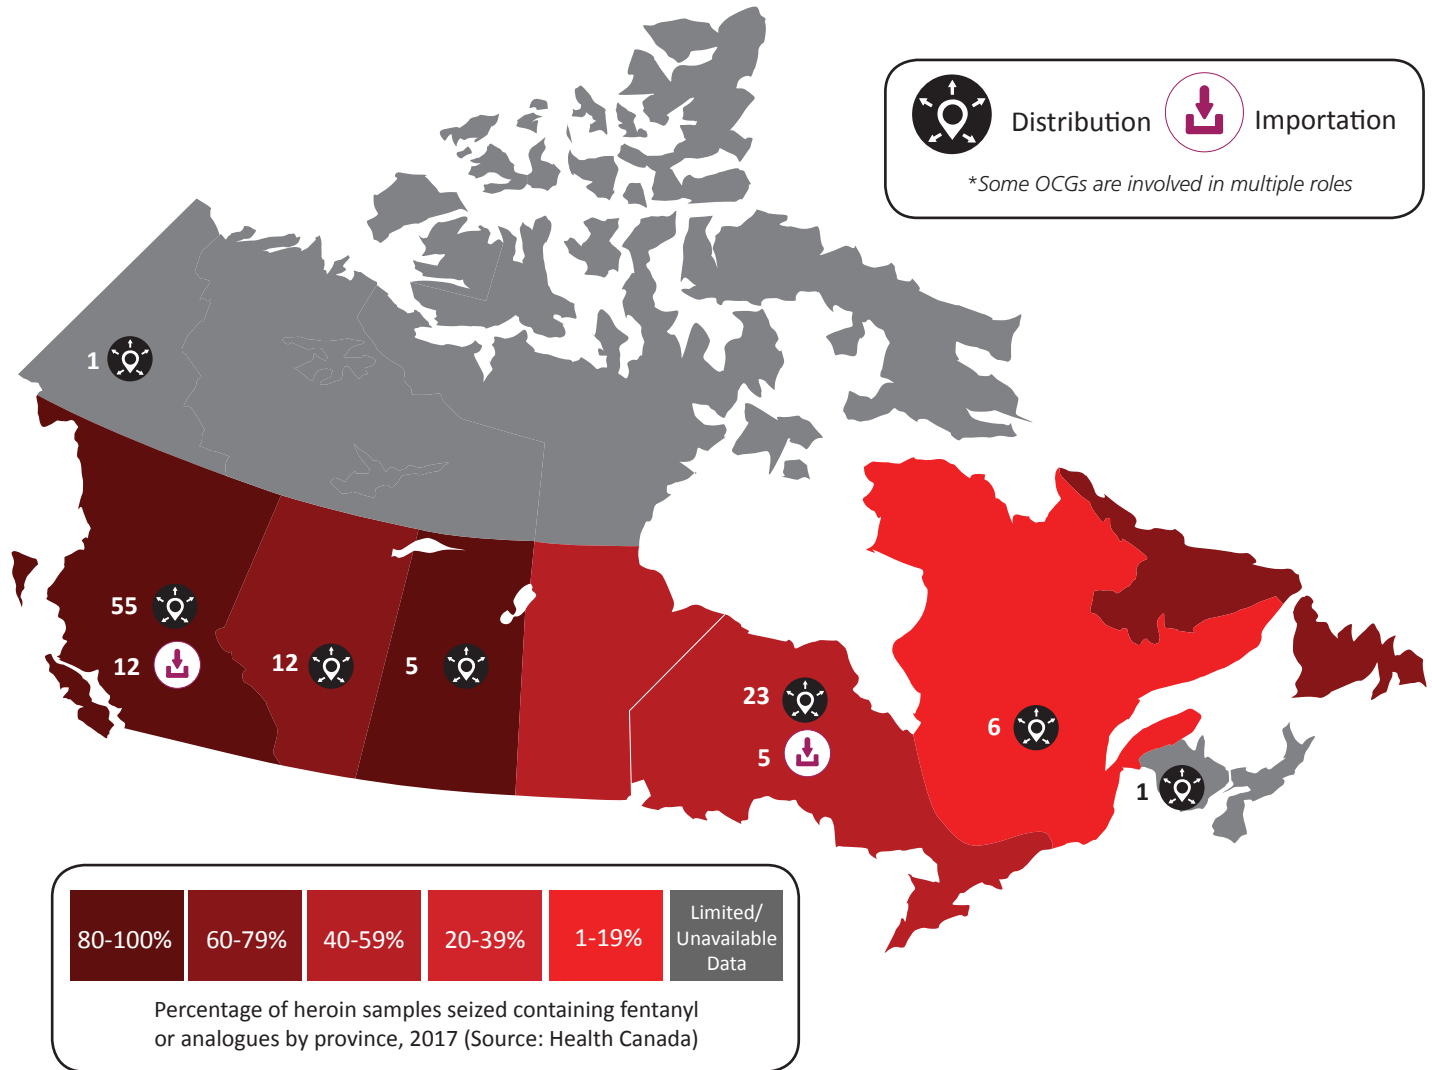 Distribution
Importation
*Some OCGs are involved in multiple roles
1
55
12
12
5
23
5
6
1
80-100%
60-79%
40-59%
20-39%
1-19%
Limited/
Unavailable
Data
Percentage of heroin samples seized containing fentanyl
or analogues by province, 2017 (Source: Health Canada)